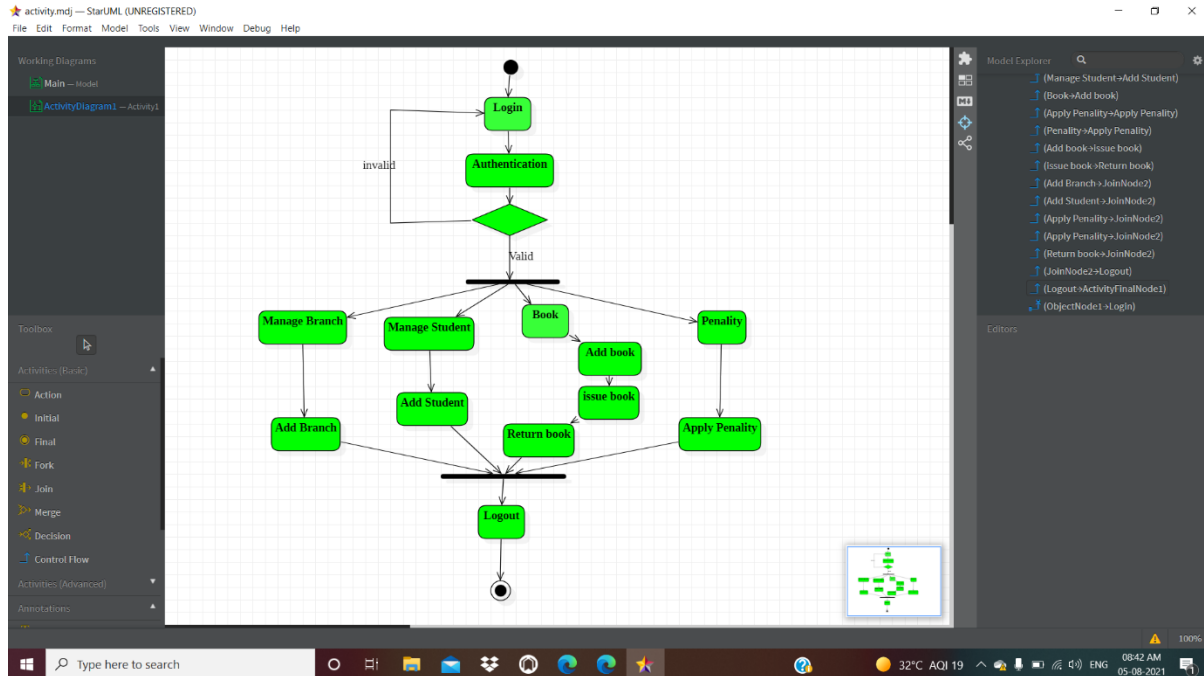 activity.mdj — StarUML (UNREGISTERED)
File Edit Format Model Tools View Window Debug Help
Working Diagrams
Main — Model
ActivityDiagram1 — Activity1
Toolbox
Activities (Basic)
Action
Initial
Final
Fork
Join
Merge
Decision
Control Flow
Activities (Advanced)
Annotations
Login
invalid
Authentication
Valid
Manage Branch
Manage Student
Book
Penality
Add book
issue book
Add Branch
Add Student
Return book
Apply Penality
Logout
Model Explorer
(Manage Student→Add Student)
(Book→Add book)
(Apply Penality→Apply Penality)
(Penality→Apply Penality)
(Add book→issue book)
(Issue book→Return book)
(Add Branch→JoinNode2)
(Add Student→JoinNode2)
(Apply Penality→JoinNode2)
(Apply Penality→JoinNode2)
(Return book→JoinNode2)
(JoinNode2→Logout)
(Logout→ActivityFinalNode1)
(ObjectNode1→Login)
Editors
100%
Type here to search
32°C AQI 19
ENG
08:42 AM
05-08-2021